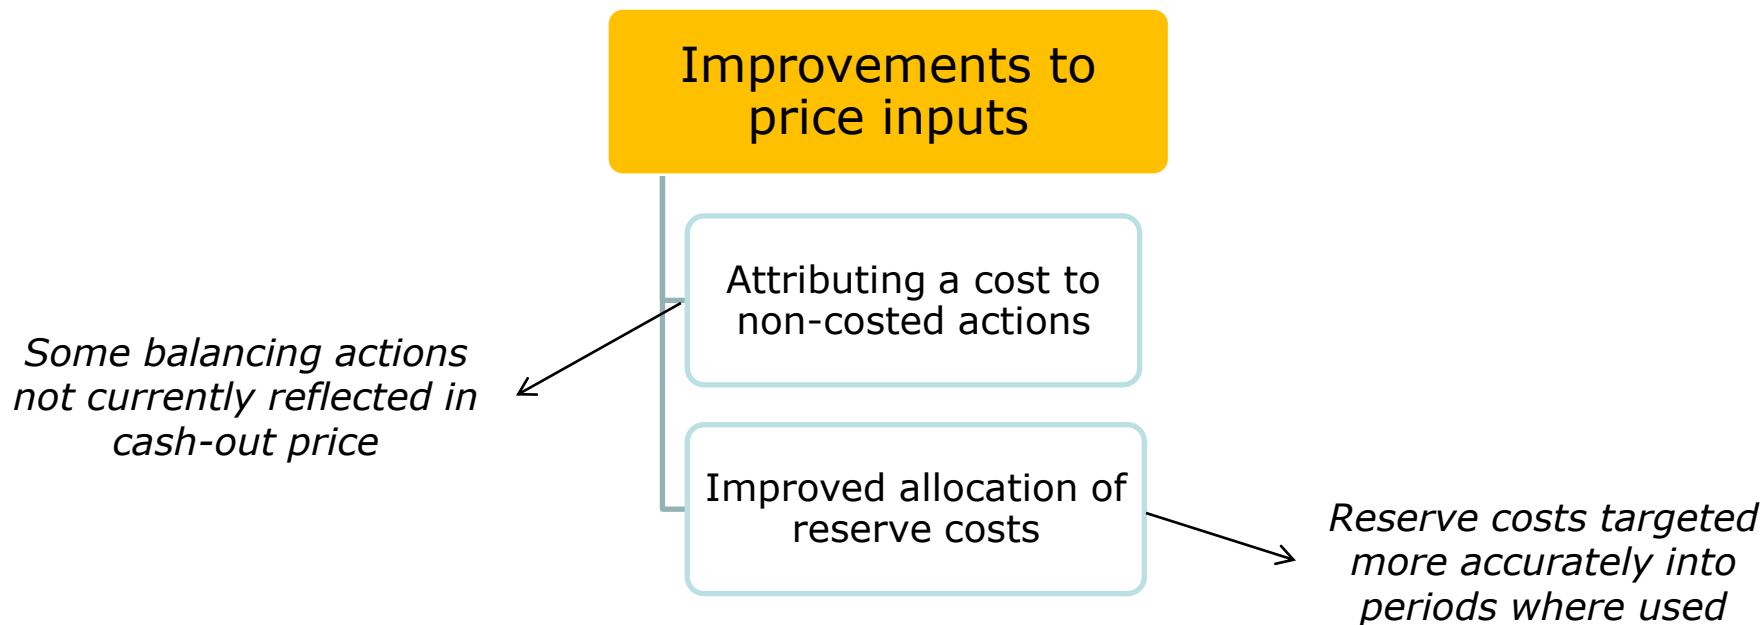 Improvements to
price inputs
Attributing a cost to
non-costed actions
Some balancing actions
not currently reflected in
cash-out price
Improved allocation of
reserve costs
Reserve costs targeted
more accurately into
periods where used